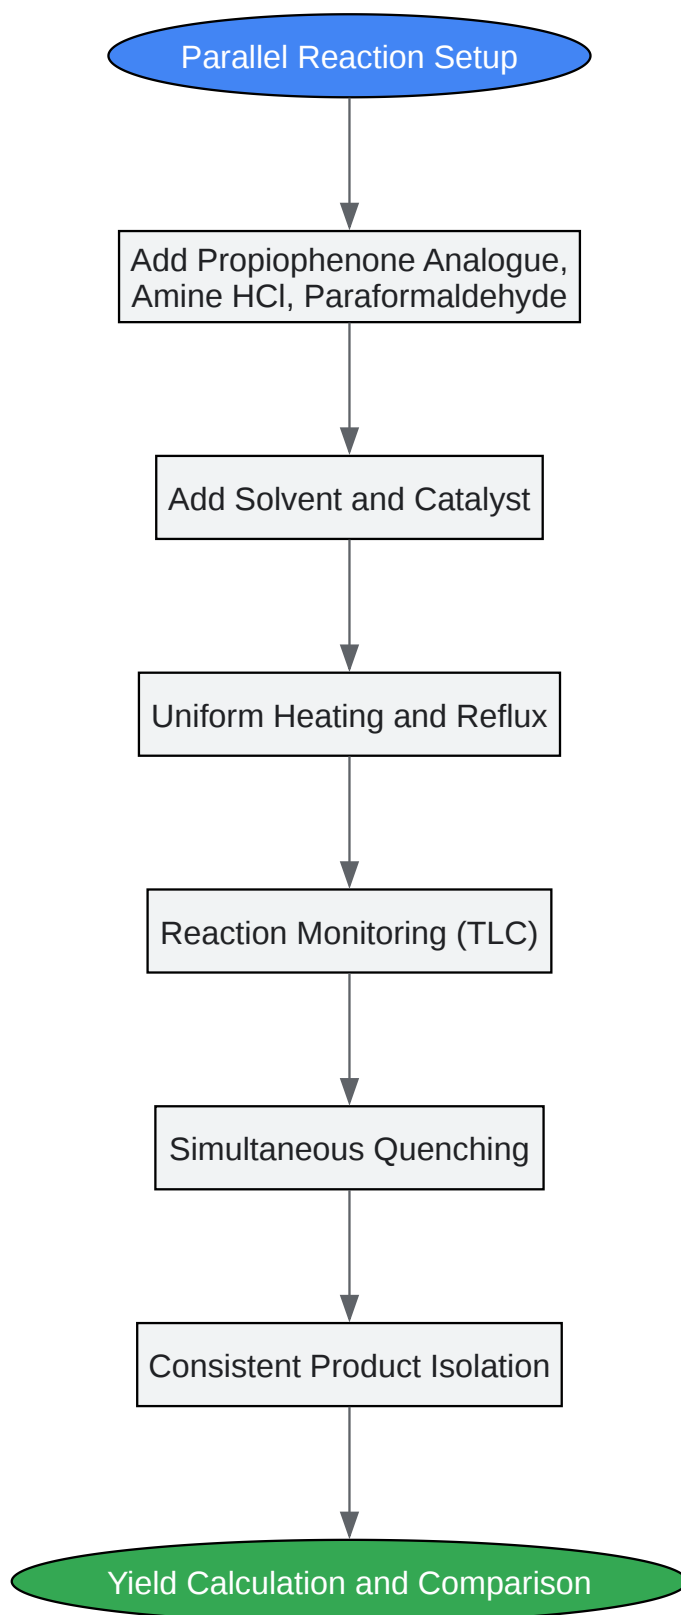 Parallel Reaction Setup
Add Propiophenone Analogue,
Amine HCl, Paraformaldehyde
Add Solvent and Catalyst
Uniform Heating and Reflux
Reaction Monitoring (TLC)
Simultaneous Quenching
Consistent Product Isolation
Yield Calculation and Comparison